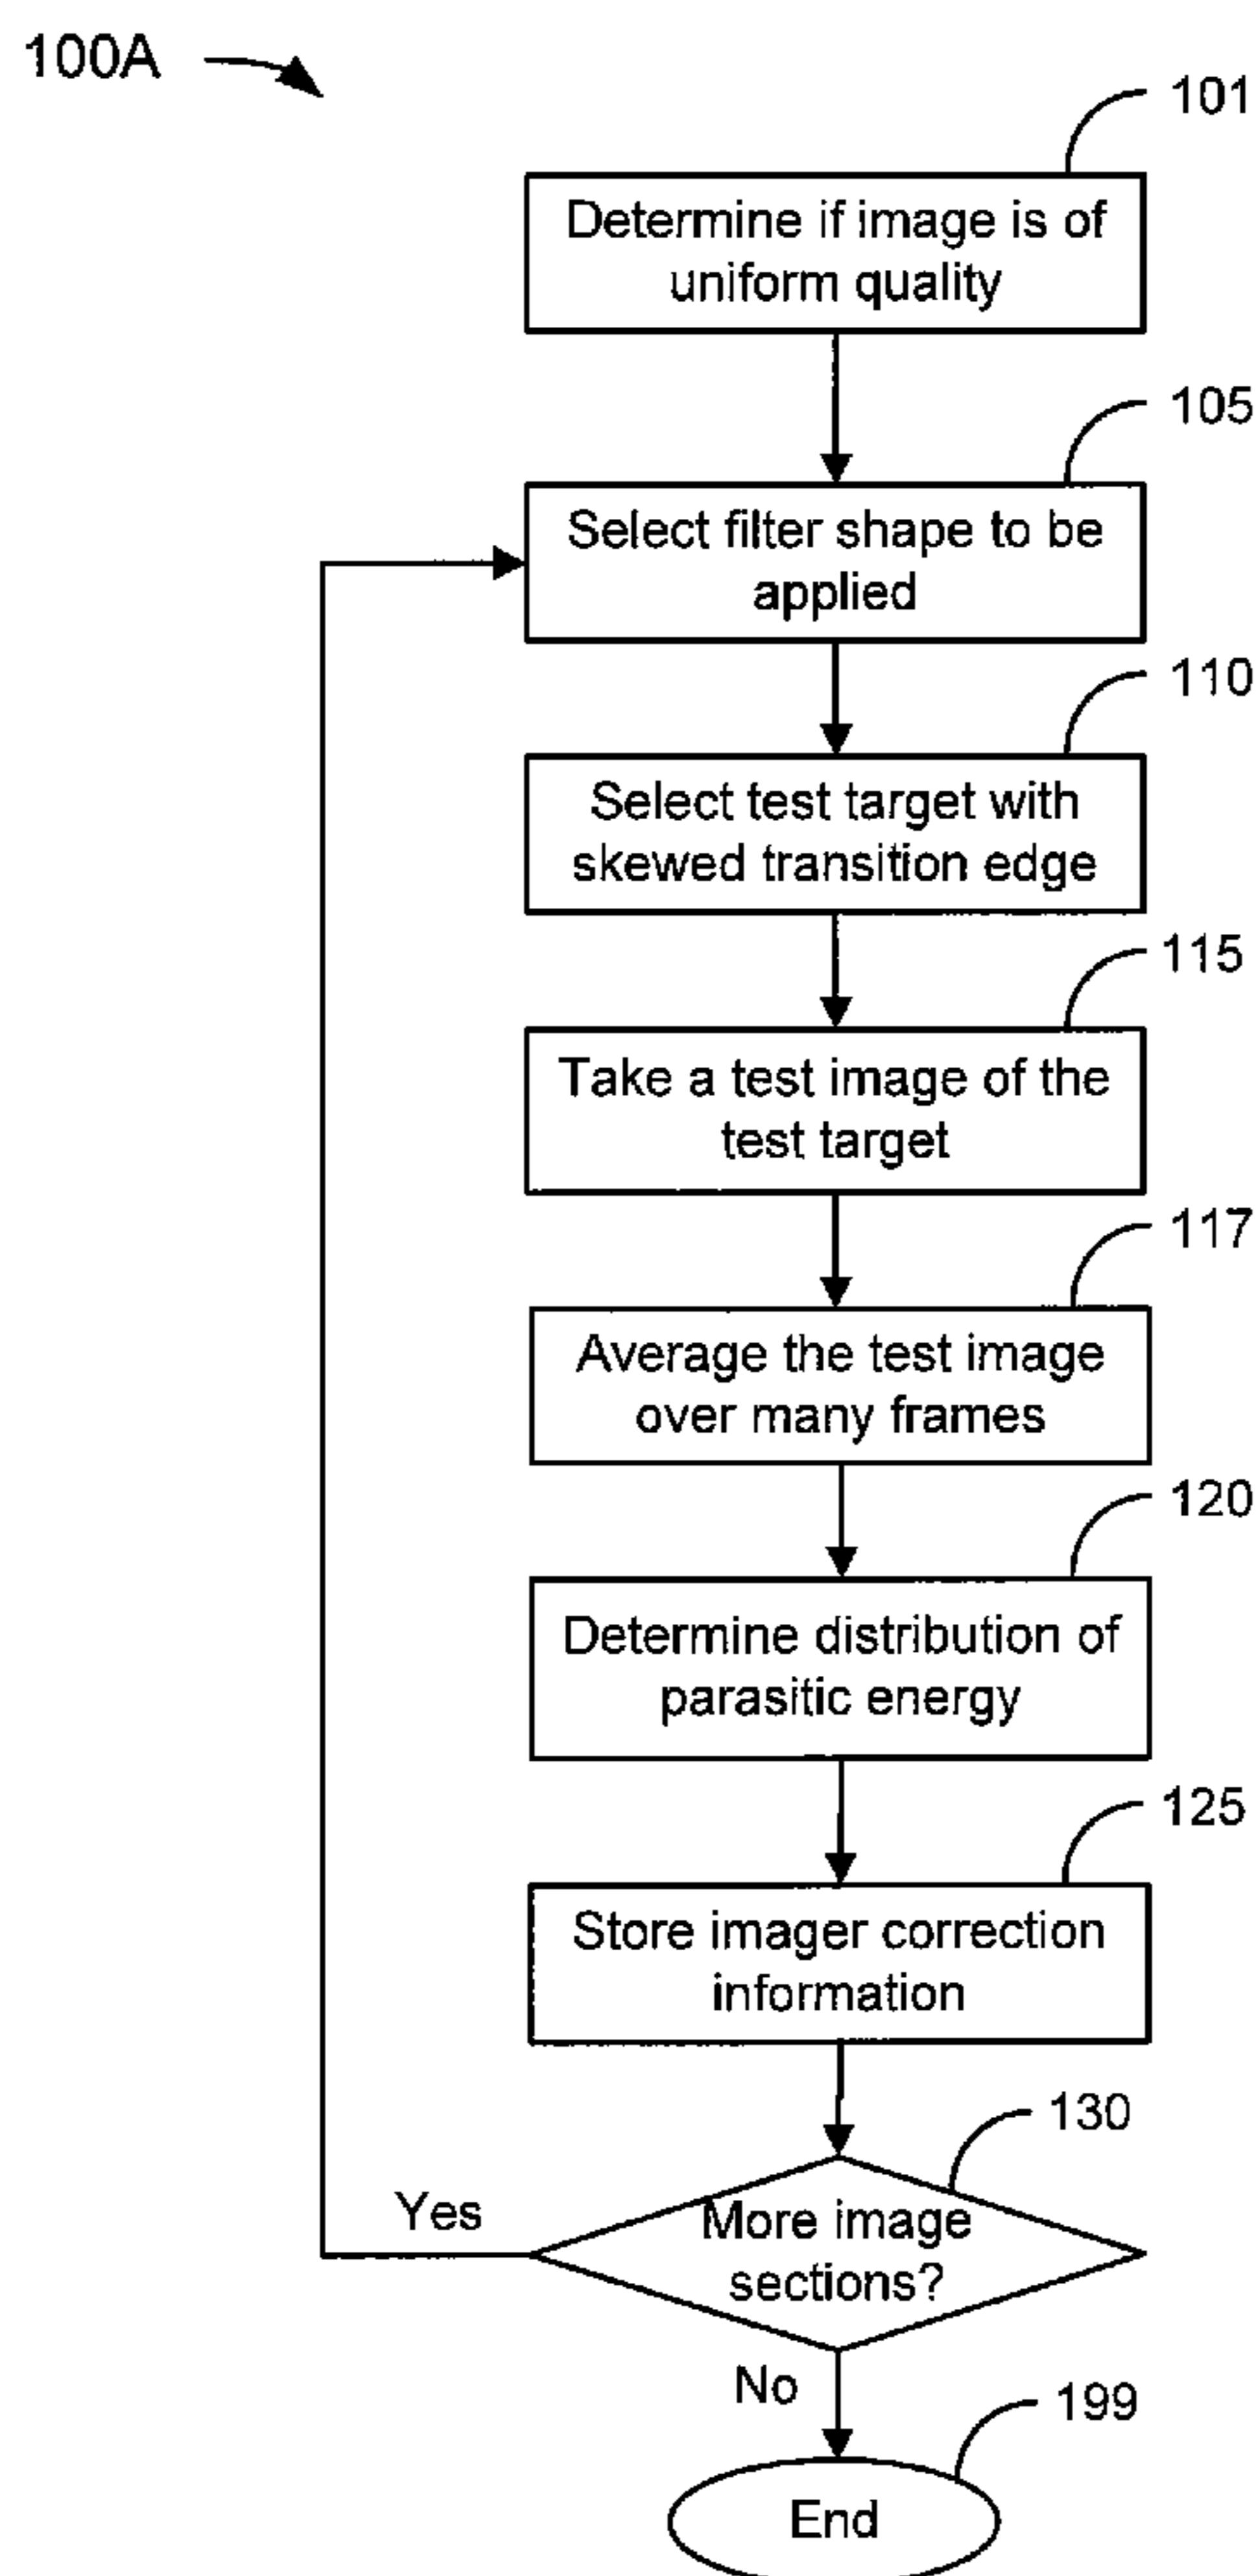 100A
101
Determine if image is of
uniform quality
105
Select filter shape to be
applied
110
Select test target with
skewed transition edge
115
Take a test image of the
test target
117
Average the test image
over many frames
120
Determine distribution of
parasitic energy
125
Store imager correction
information
130
Yes
More image
sections?
No
199
End